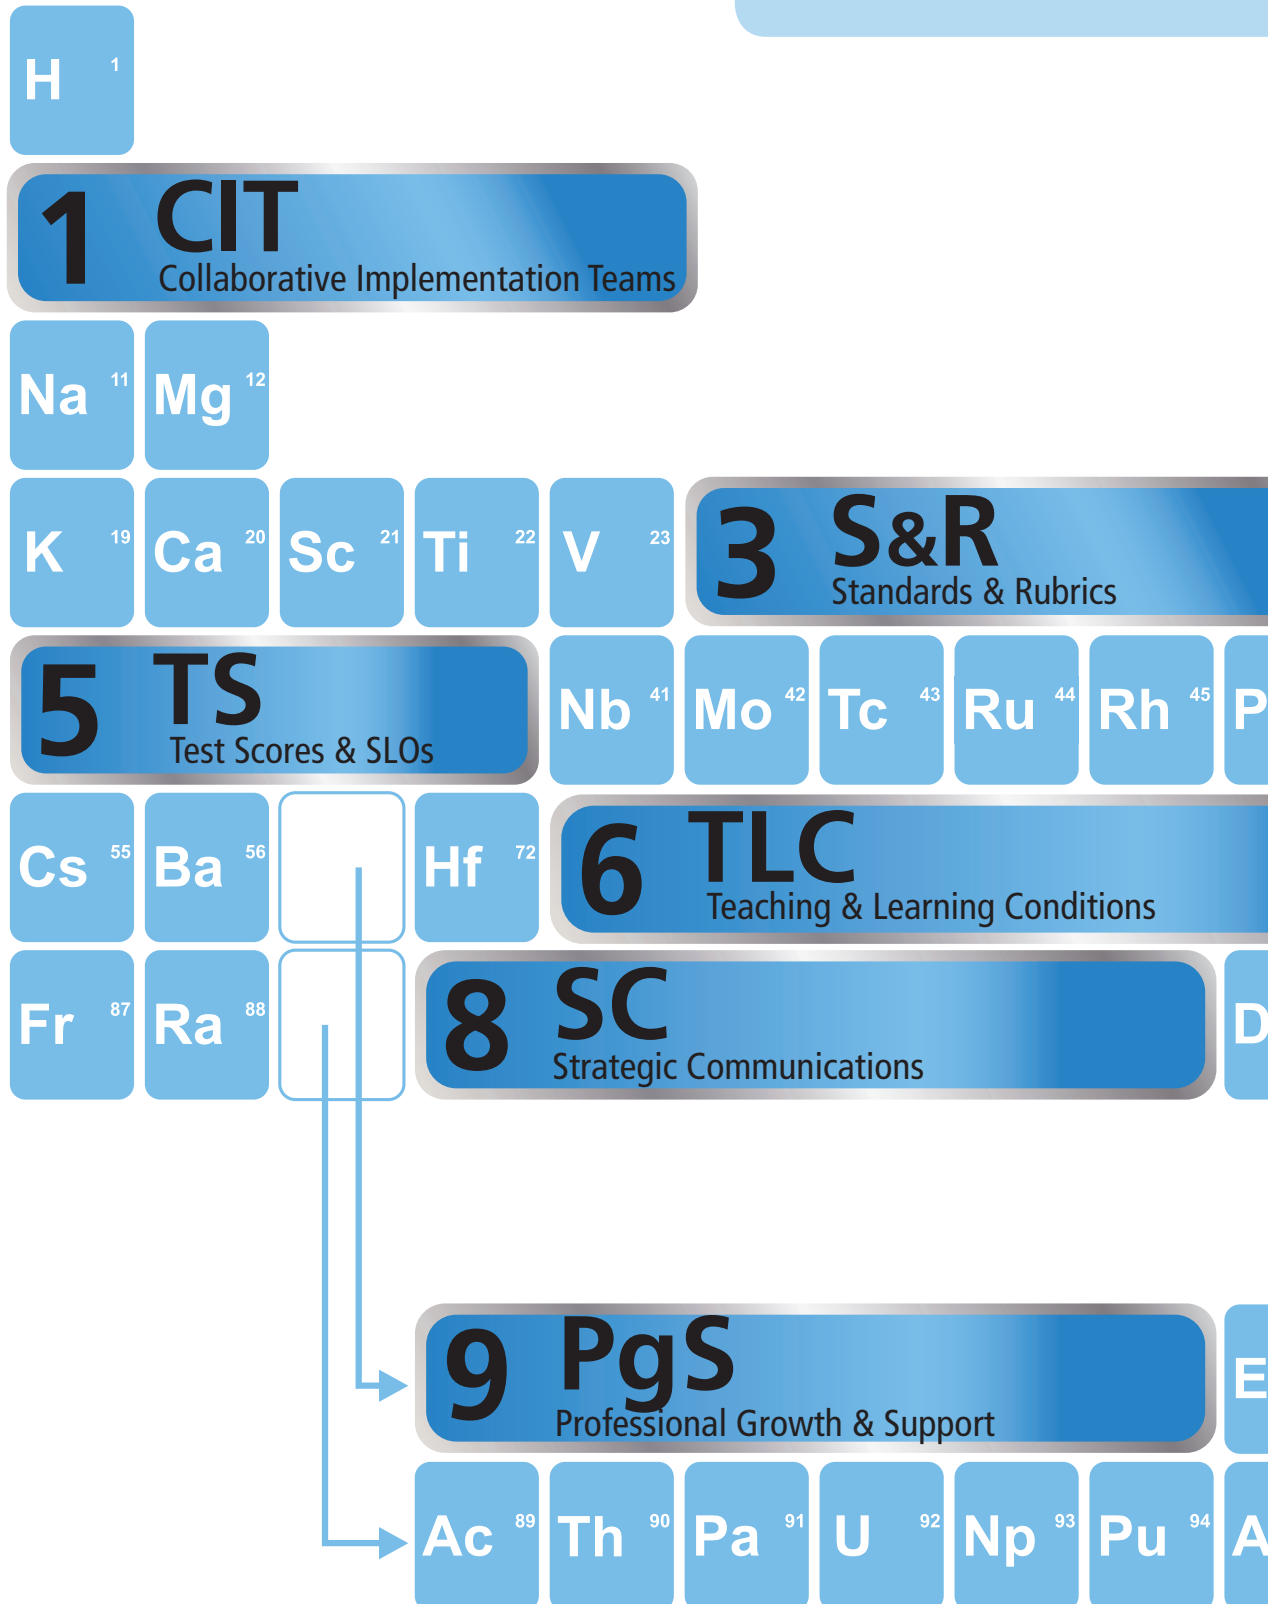 H 1
1 CIT
Collaborative Implementation Teams
Na 11 Mg 12
K 19 Ca 20 Sc 21 Ti 22 V 23
3 S&R
Standards & Rubrics
5 TS
Test Scores & SLOs
Nb 41 Mo 42 Tc 43 Ru 44 Rh 45 P
Cs 55 Ba 56 Hf 72
6 TLC
Teaching & Learning Conditions
Fr 87 Ra 88
8 SC
Strategic Communications
D
9 PgS
Professional Growth & Support
E
Ac 89 Th 90 Pa 91 U 92 Np 93 Pu 94 A